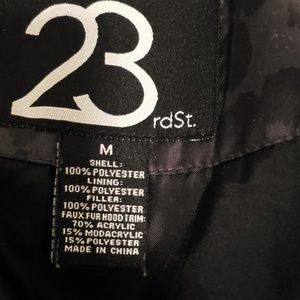 23
rdSt.
M
SHELL:
100% POLYESTER
LINING:
100% POLYESTER
FILLER:
100% POLYESTER
FAUX FUR HOOD TRIM:
70% ACRYLIC
15% MODACRYLIC
15% POLYESTER
MADE IN CHINA